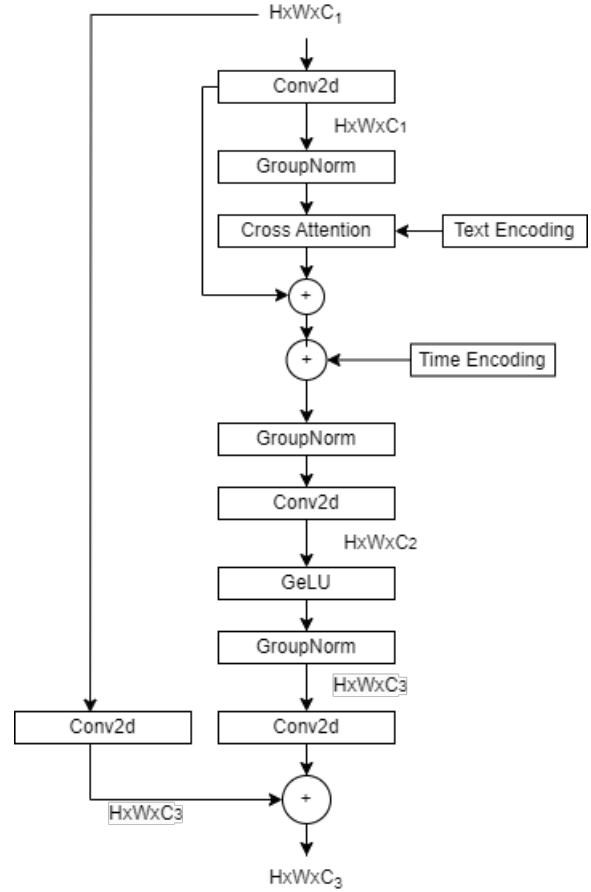 HxWxC₁
Conv2d
HxWxC₁
GroupNorm
Cross Attention
Text Encoding
+
+
Time Encoding
GroupNorm
Conv2d
HxWxC₂
GeLU
GroupNorm
HxWxC₃
Conv2d
Conv2d
HxWxC₃
+
HxWxC₃